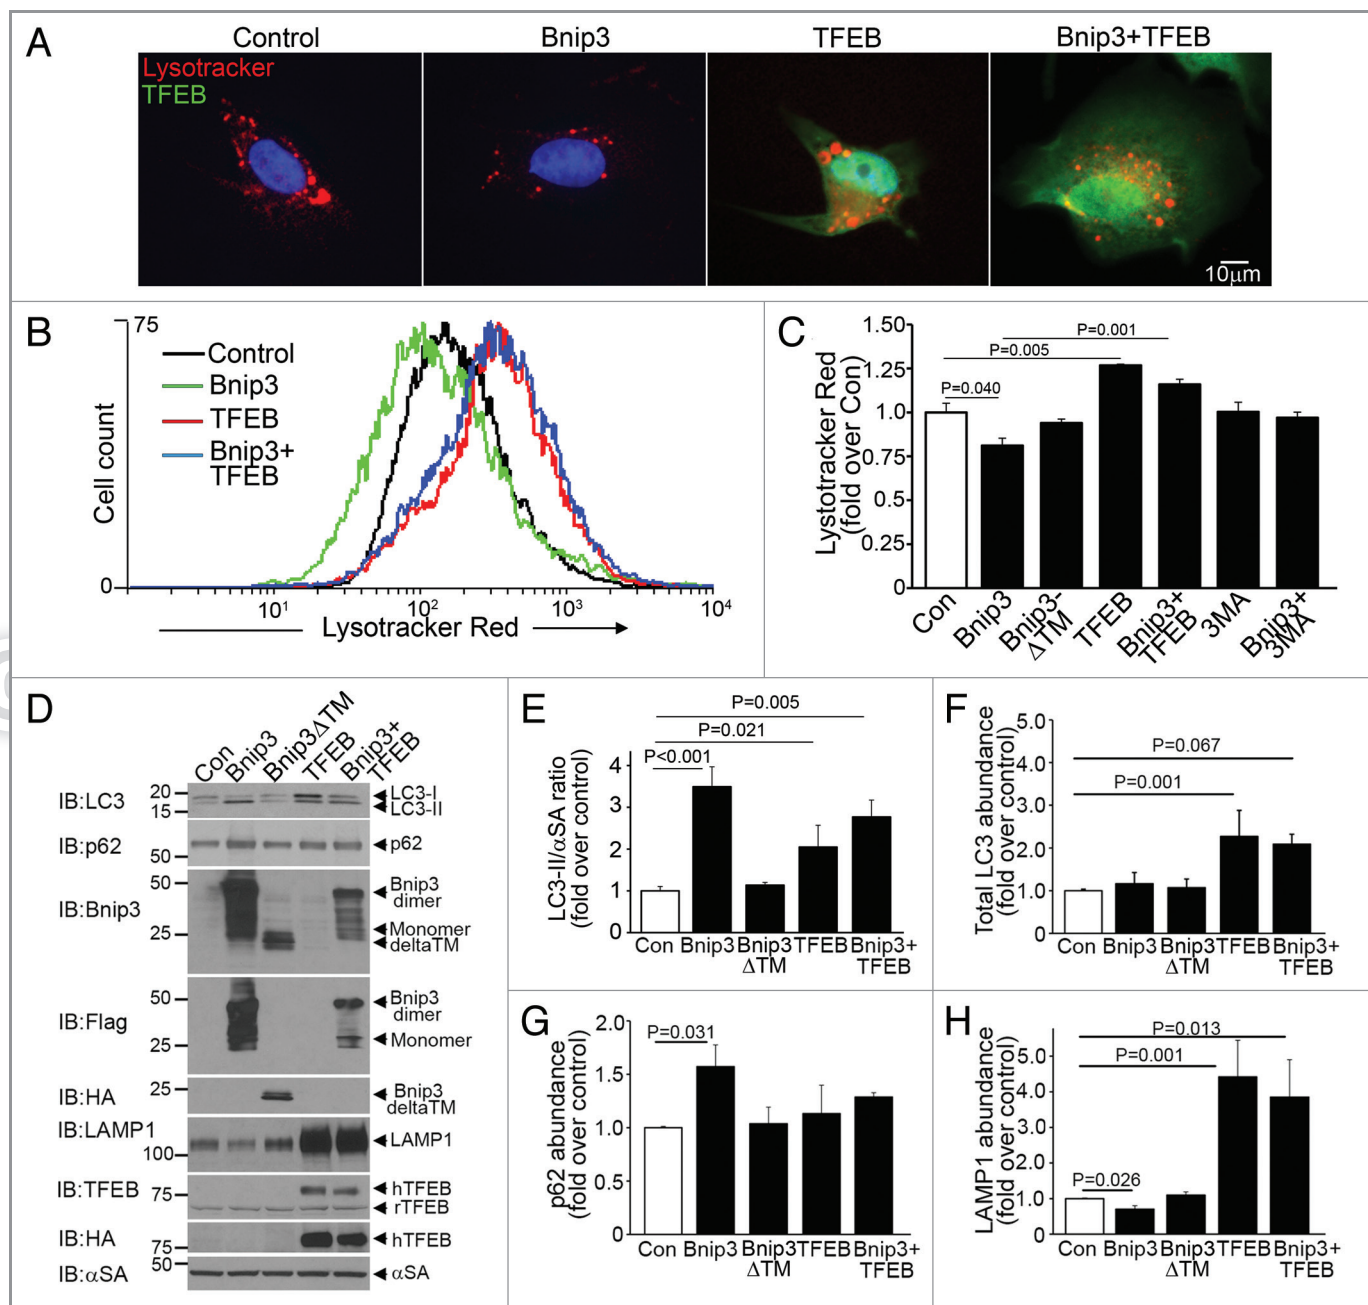 A
Control
Bnip3
TFEB
Bnip3+TFEB
Lysotracker
TFEB
10µm
B
75
Control
Bnip3
TFEB
Bnip3+
TFEB
Cell count
0
10¹
10²
10³
10⁴
Lysotracker Red
C
Lystotracker Red
(fold over Con)
1.50
1.25
1.0
0.75
0.5
0.25
0
P=0.001
P=0.005
P=0.040
Con
Bnip3
Bnip3-
ΔTM
TFEB
Bnip3+
TFEB
3MA
Bnip3+
3MA
D
Con
Bnip3
Bnip3ΔTM
TFEB
Bnip3+
TFEB
IB:LC3
20
15
LC3-I
LC3-II
IB:p62
50
p62
IB:Bnip3
50
25
Bnip3
dimer
Monomer
deltaTM
IB:Flag
50
25
Bnip3
dimer
Monomer
IB:HA
25
Bnip3
deltaTM
IB:LAMP1
100
LAMP1
IB:TFEB
75
hTFEB
rTFEB
IB:HA
75
hTFEB
IB:αSA
50
αSA
E
LC3-II/αSA ratio
(fold over control)
4
3
2
1
0
P=0.005
P=0.021
P<0.001
Con
Bnip3
Bnip3
ΔTM
TFEB
Bnip3+
TFEB
F
Total LC3 abundance
(fold over control)
5.0
4.0
3.0
2.0
1.0
0
P=0.067
P=0.001
Con
Bnip3
Bnip3
ΔTM
TFEB
Bnip3+
TFEB
G
p62 abundance
(fold over control)
2.0
1.5
1.0
0.5
0
P=0.031
Con
Bnip3
Bnip3
ΔTM
TFEB
Bnip3+
TFEB
H
LAMP1 abundance
(fold over control)
5.0
4.0
3.0
2.0
1.0
0
P=0.013
P=0.001
P=0.026
Con
Bnip3
Bnip3
ΔTM
TFEB
Bnip3+
TFEB